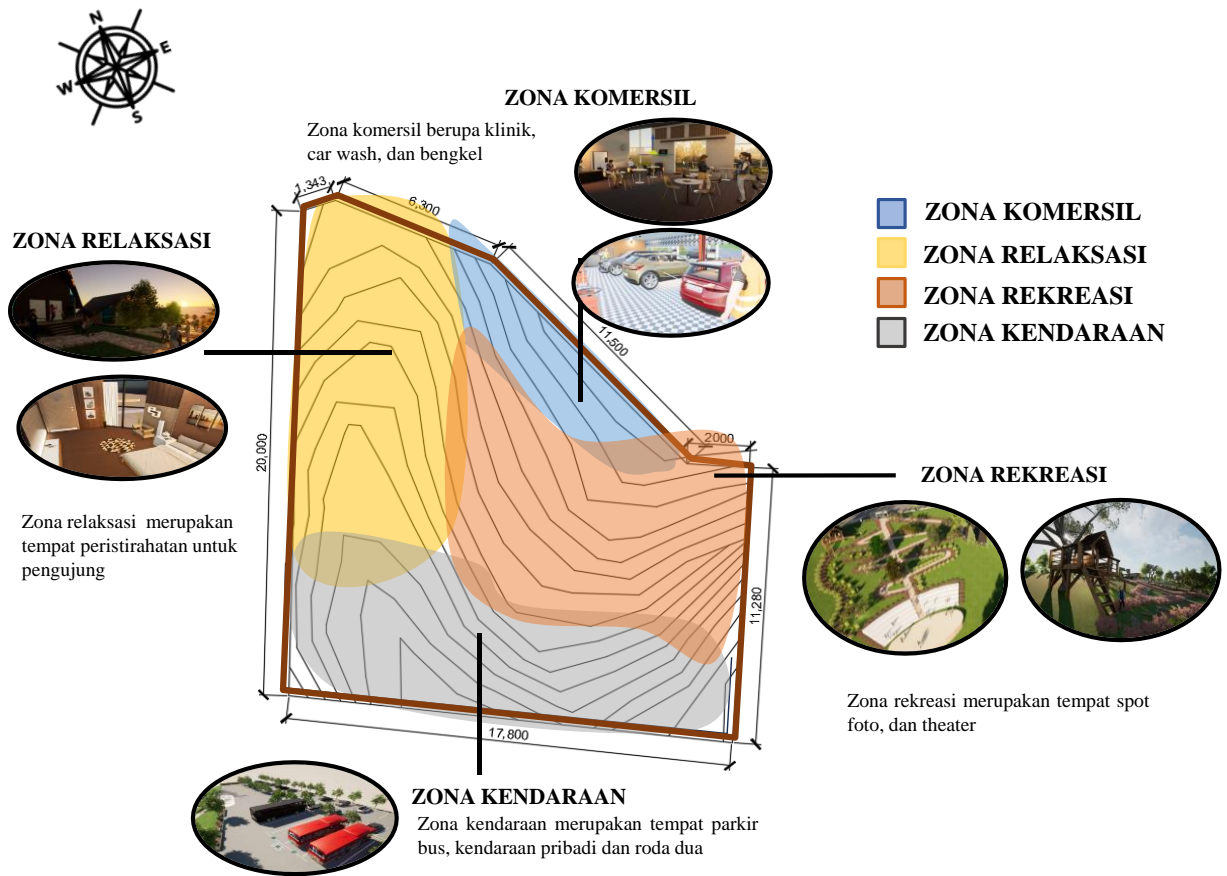 N
E
W
S
ZONA KOMERSIL
Zona komersil berupa klinik,
car wash, dan bengkel
1,343
6,300
11,500
2000
20,000
11,280
17,800
ZONA RELAKSASI
Zona relaksasi merupakan
tempat peristirahatan untuk
pengujung
ZONA KOMERSIL
ZONA RELAKSASI
ZONA REKREASI
ZONA KENDARAAN
ZONA REKREASI
Zona rekreasi merupakan tempat spot
foto, dan theater
ZONA KENDARAAN
Zona kendaraan merupakan tempat parkir
bus, kendaraan pribadi dan roda dua